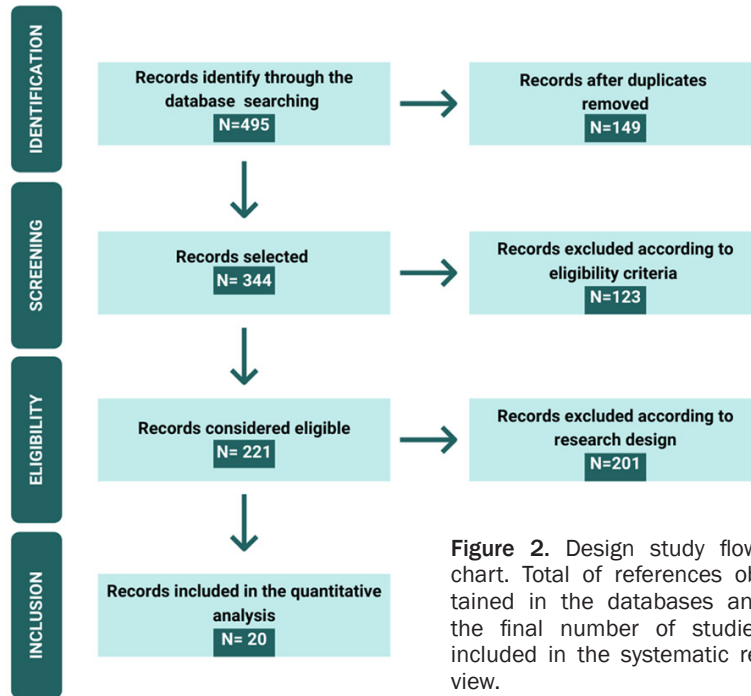 IDENTIFICATION
Records identify through the
database searching
N=495
Records after duplicates
removed
N=149
SCREENING
Records selected
N= 344
Records excluded according to
eligibility criteria
N=123
ELIGIBILITY
Records considered eligible
N= 221
Records excluded according to
research design
N=201
INCLUSION
Records included in the quantitative
analysis
N= 20
Figure 2. Design study flow
chart. Total of references ob
tained in the databases an
the final number of studie
included in the systematic re
view.